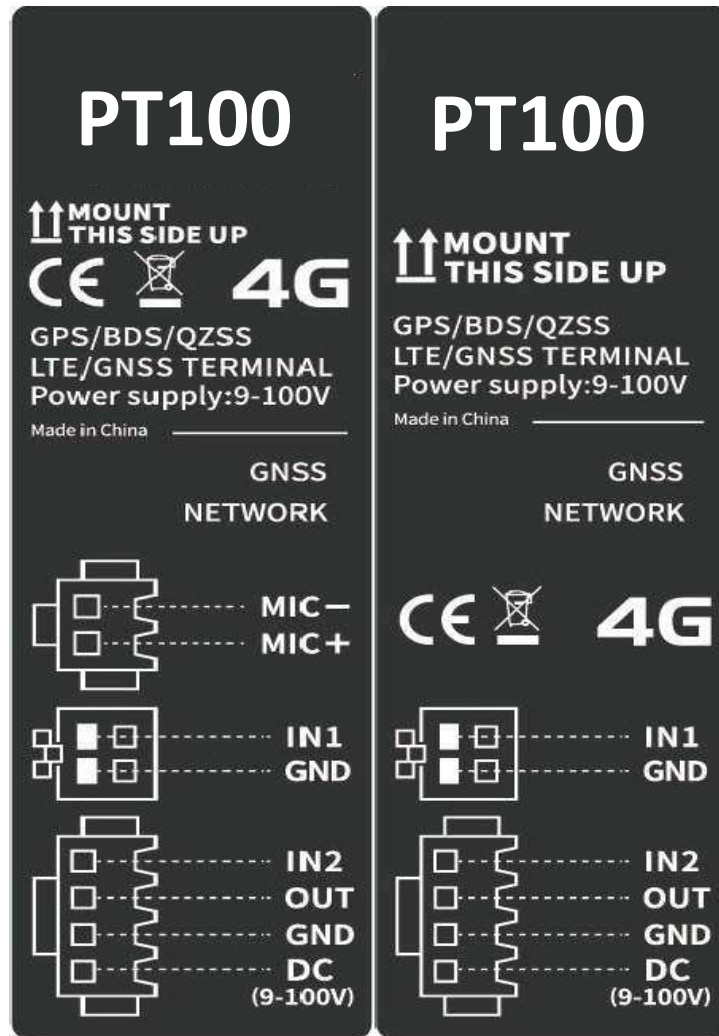 PT100
MOUNT
THIS SIDE UP
CE 4G
GPS/BDS/QZSS
LTE/GNSS TERMINAL
Power supply:9-100V
Made in China
GNSS
NETWORK
MIC-
MIC+
IN1
GND
IN2
OUT
GND
DC
(9-100V)
PT100
MOUNT
THIS SIDE UP
GPS/BDS/QZSS
LTE/GNSS TERMINAL
Power supply:9-100V
Made in China
GNSS
NETWORK
CE 4G
IN1
GND
IN2
OUT
GND
DC
(9-100V)